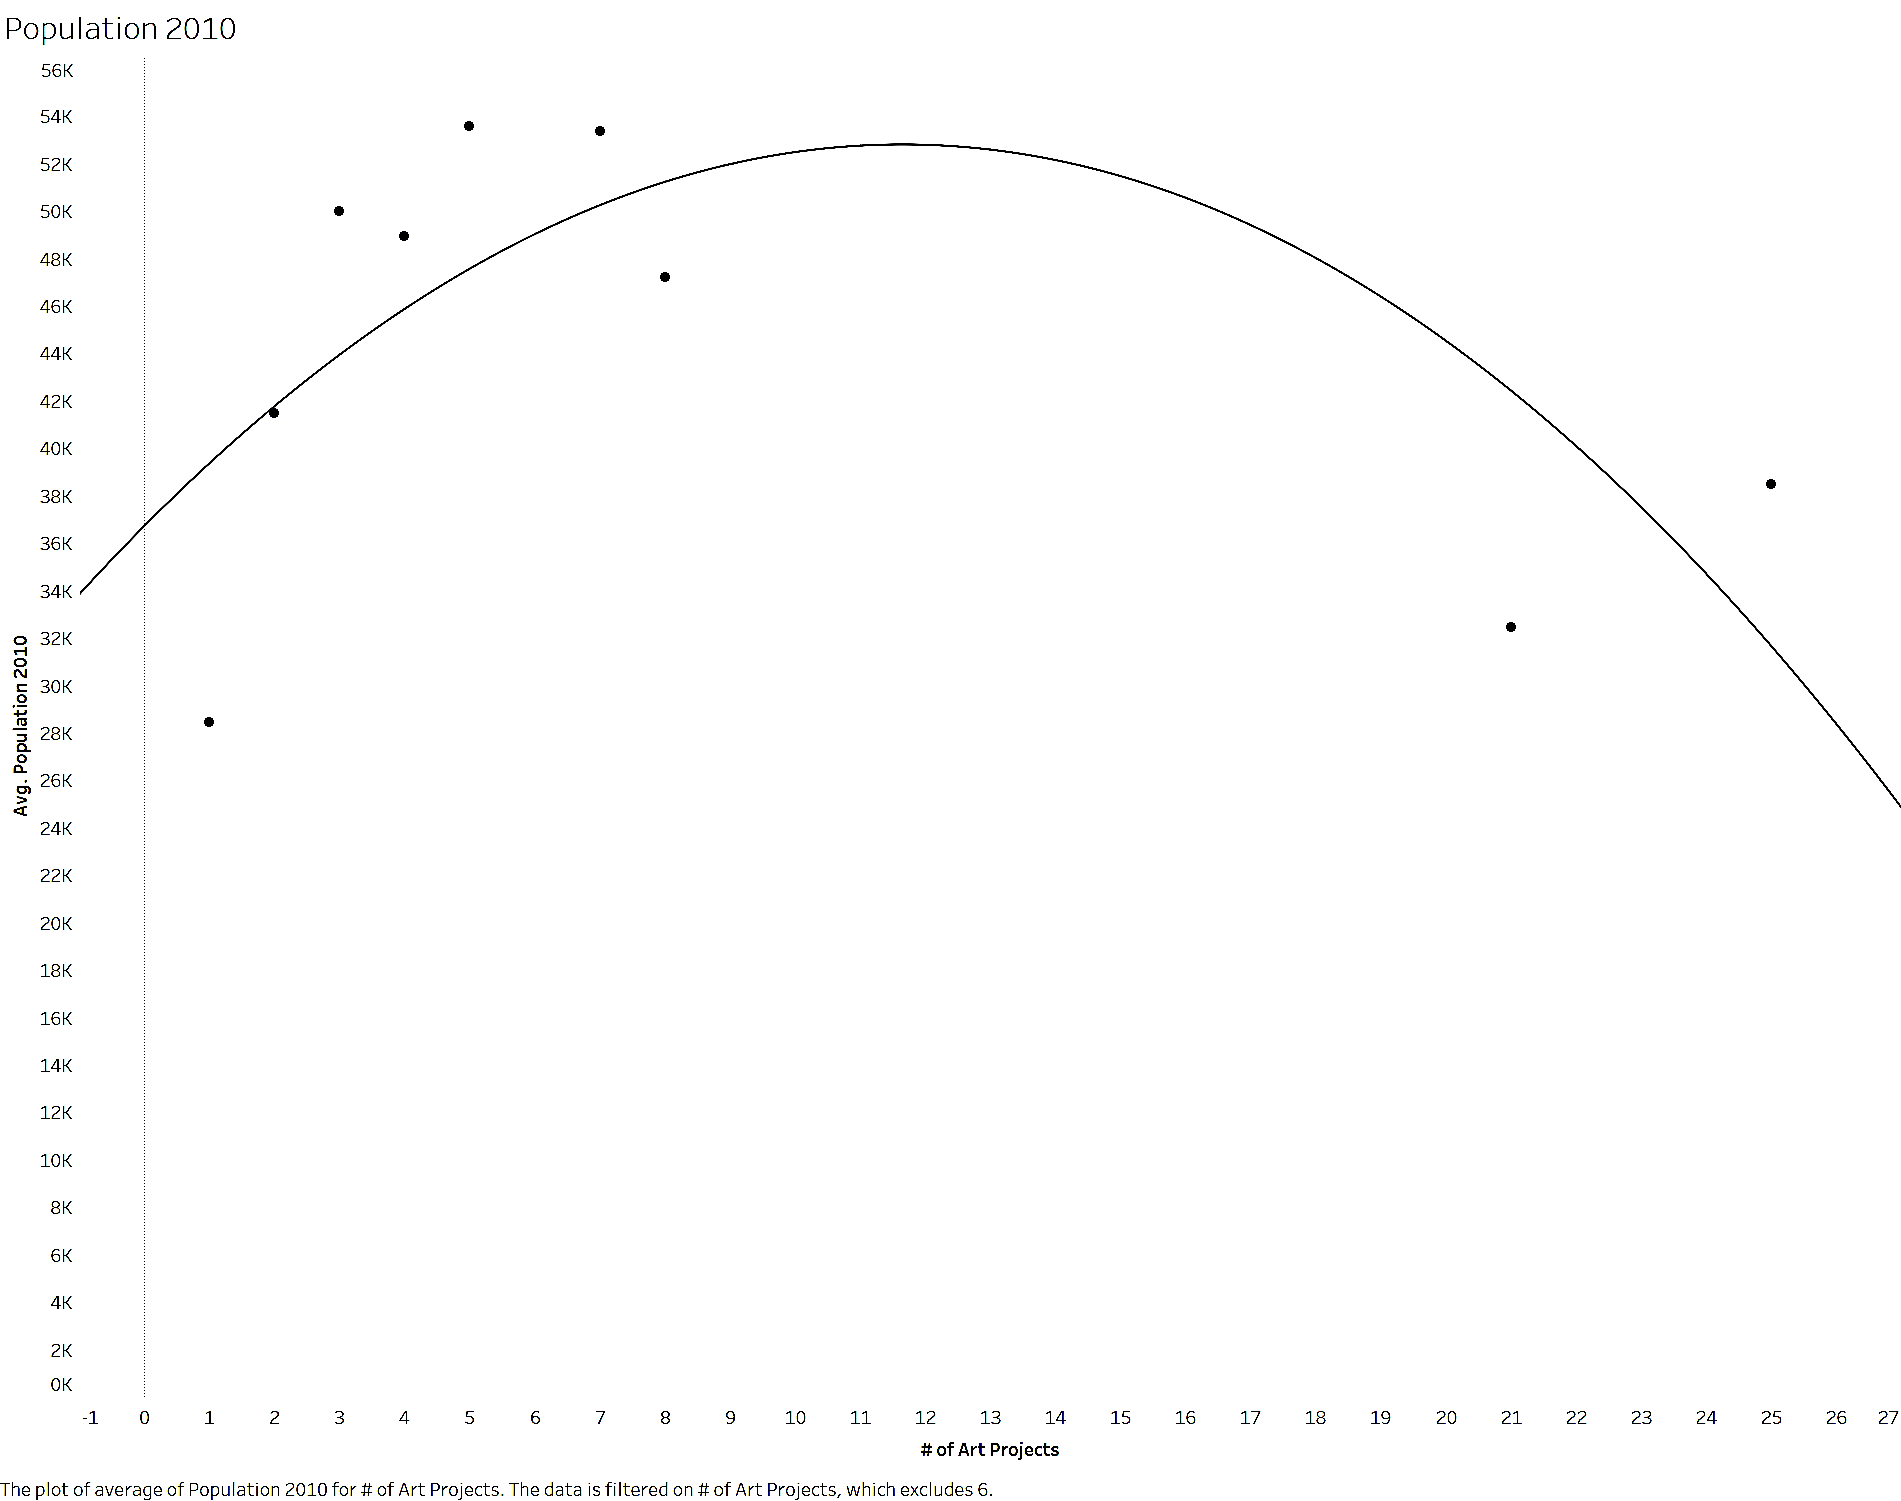 Population 2010
56K
54K
52K
50K
48K
46K
44K
42K
40K
38K
36K
34K
32K
30K
28K
26K
24K
22K
20K
18K
16K
14K
12K
10K
8K
6K
4K
2K
0K
Avg. Population 2010
-1 0 1 2 3 4 5 6 7 8 9 10 11 12 13 14 15 16 17 18 19 20 21 22 23 24 25 26 27
# of Art Projects
The plot of average of Population 2010 for # of Art Projects. The data is filtered on # of Art Projects, which excludes 6.